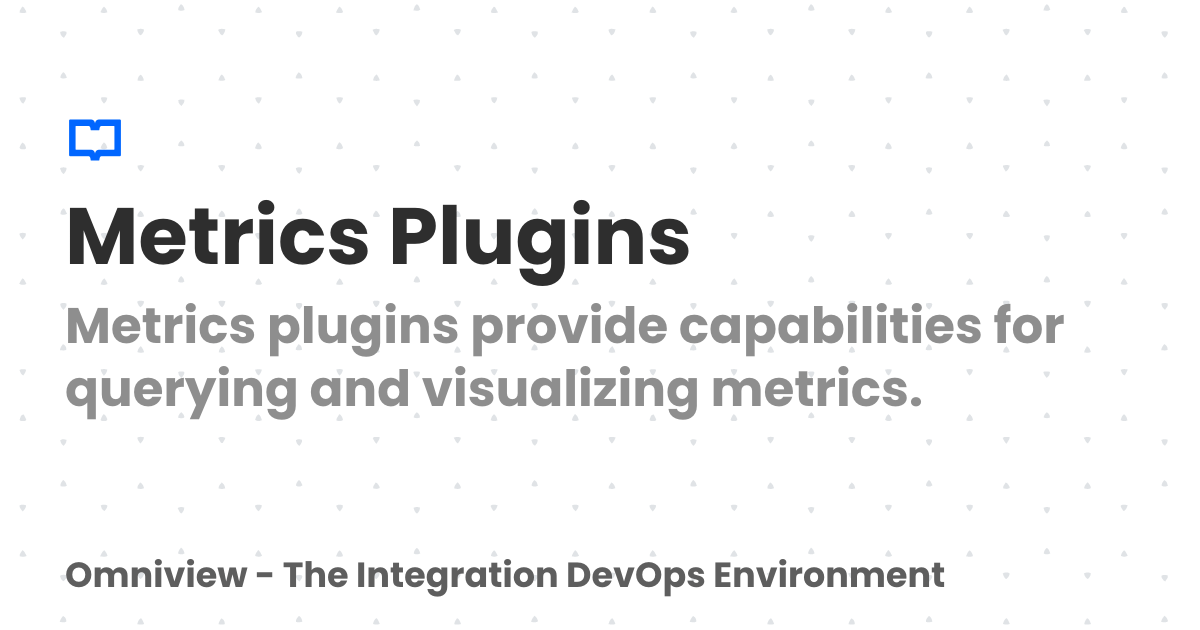 Metrics Plugins
Metrics plugins provide capabilities for
querying and visualizing metrics.
Omniview - The Integration DevOps Environment